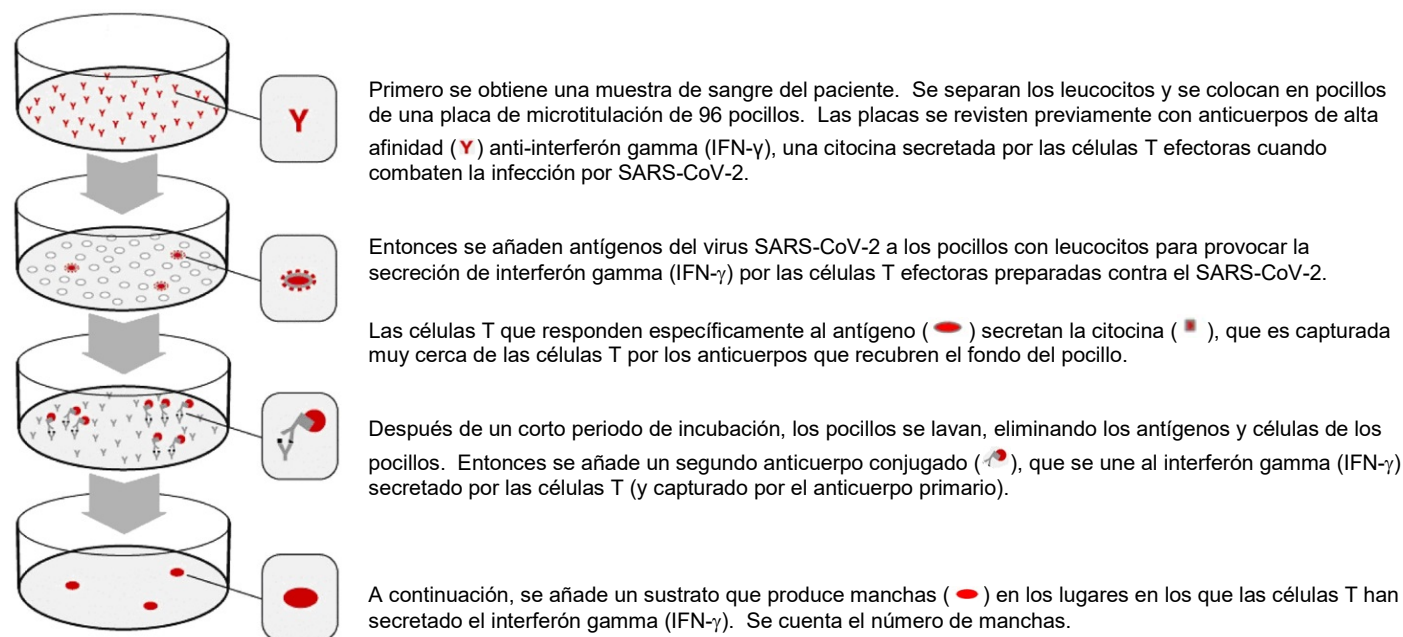 Primero se obtiene una muestra de sangre del paciente.  Se separan los leucocitos y se colocan en pocillos
de una placa de microtitulación de 96 pocillos.  Las placas se revisten previamente con anticuerpos de alta
afinidad (Y) anti-interferón gamma (IFN-γ), una citocina secretada por las células T efectoras cuando
combaten la infección por SARS-CoV-2.
Entonces se añaden antígenos del virus SARS-CoV-2 a los pocillos con leucocitos para provocar la
secreción de interferón gamma (IFN-γ) por las células T efectoras preparadas contra el SARS-CoV-2.
Las células T que responden específicamente al antígeno ( ) secretan la citocina ( ), que es capturada
muy cerca de las células T por los anticuerpos que recubren el fondo del pocillo.
Después de un corto periodo de incubación, los pocillos se lavan, eliminando los antígenos y células de los
pocillos.  Entonces se añade un segundo anticuerpo conjugado ( ), que se une al interferón gamma (IFN-γ)
secretado por las células T (y capturado por el anticuerpo primario).
A continuación, se añade un sustrato que produce manchas ( ) en los lugares en los que las células T han
secretado el interferón gamma (IFN-γ).  Se cuenta el número de manchas.